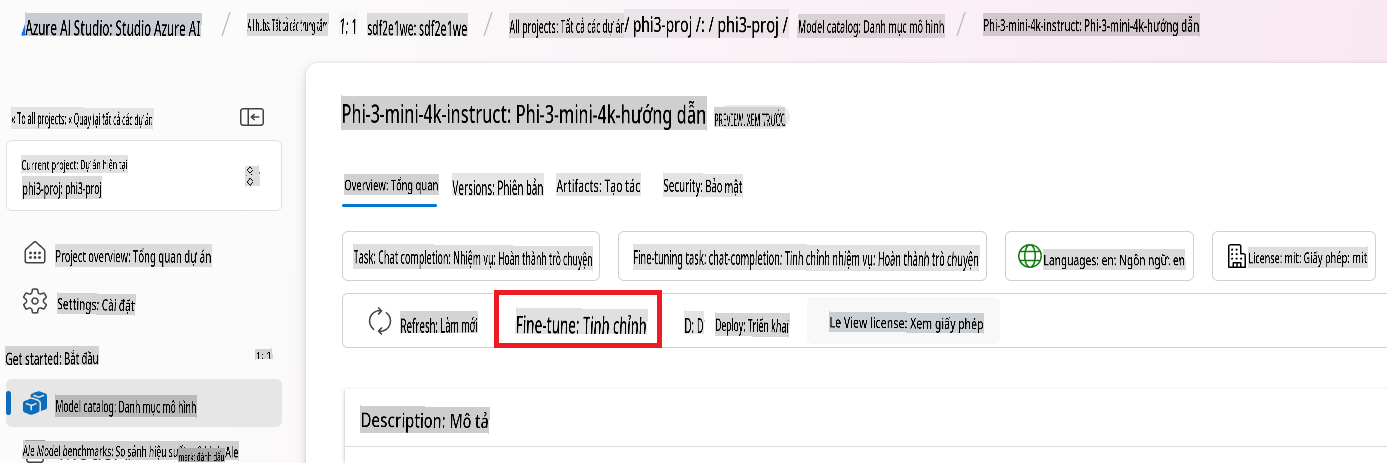 Azure AI Studio: Studio Azure AI / All hubs: Tất cả các trung tâm 1: 1 sdf2e1we: sdf2e1we / All projects: Tất cả các dự án / phi3-proj /: / phi3-proj / Model catalog: Danh mục mô hình / Phi-3-mini-4k-instruct: Phi-3-mini-4k-hướng dẫn
« To all projects: « Quay lại tất cả các dự án
Current project: Dự án hiện tại
phi3-proj: phi3-proj
Project overview: Tổng quan dự án
Settings: Cài đặt
Get started: Bắt đầu 1: 1
Model catalog: Danh mục mô hình
Model benchmarks: So sánh hiệu
Phi-3-mini-4k-instruct: Phi-3-mini-4k-hướng dẫn PREVIEW: XEM TRƯỚC
Overview: Tổng quan Versions: Phiên bản Artifacts: Tạo tác Security: Bảo mật
Task: Chat completion: Nhiệm vụ: Hoàn thành trò chuyện Fine-tuning task: chat-completion: Tinh chỉnh nhiệm vụ: Hoàn thành trò chuyện Languages: en: Ngôn ngữ: en License: mit: Giấy phép: mit
Refresh: Làm mới Fine-tune: Tinh chỉnh D: D Deploy: Triển khai Le View license: Xem giấy phép
Description: Mô tả